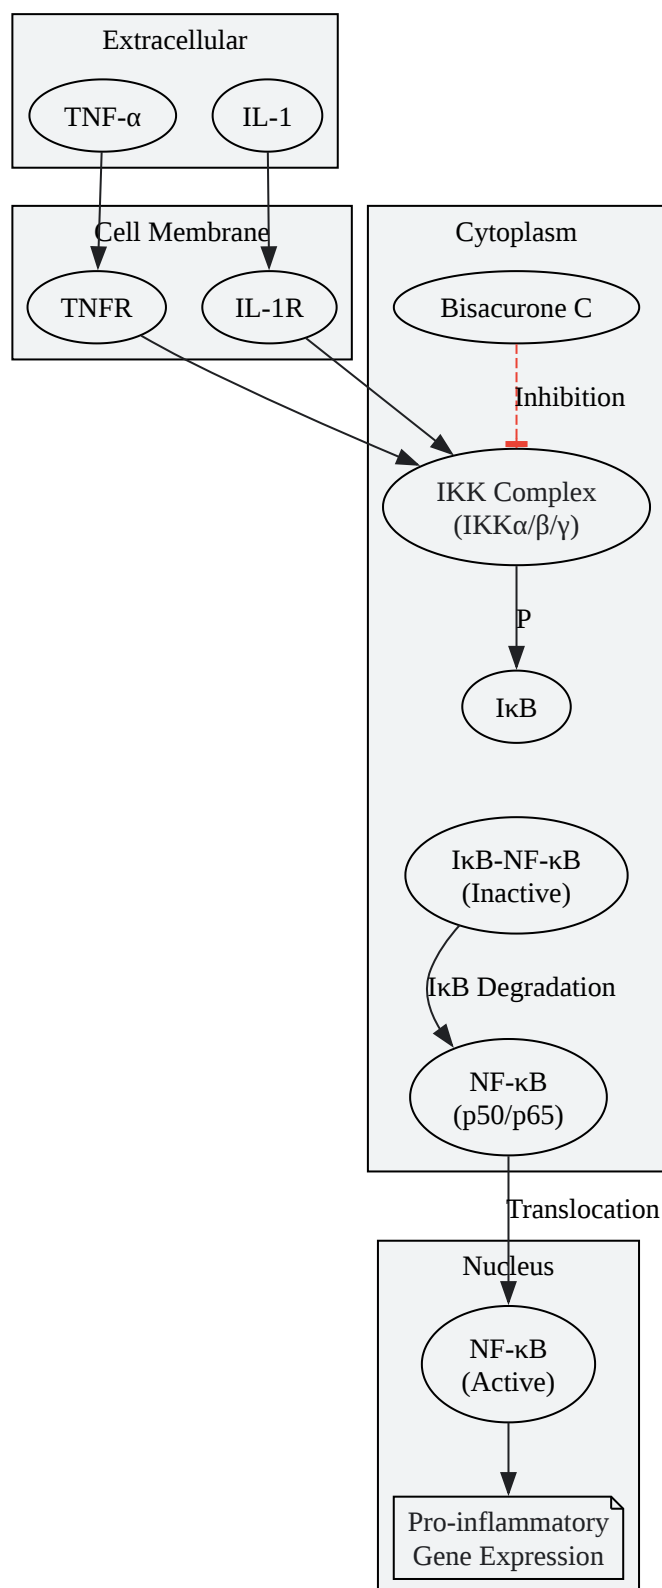 Extracellular
TNF-α
IL-1
Cell Membrane
TNFR
IL-1R
Cytoplasm
Bisacurone C
Inhibition
IKK Complex
(IKKα/β/γ)
P
IκB
IκB-NF-κB
(Inactive)
IκB Degradation
NF-κB
(p50/p65)
Translocation
Nucleus
NF-κB
(Active)
Pro-inflammatory
Gene Expression